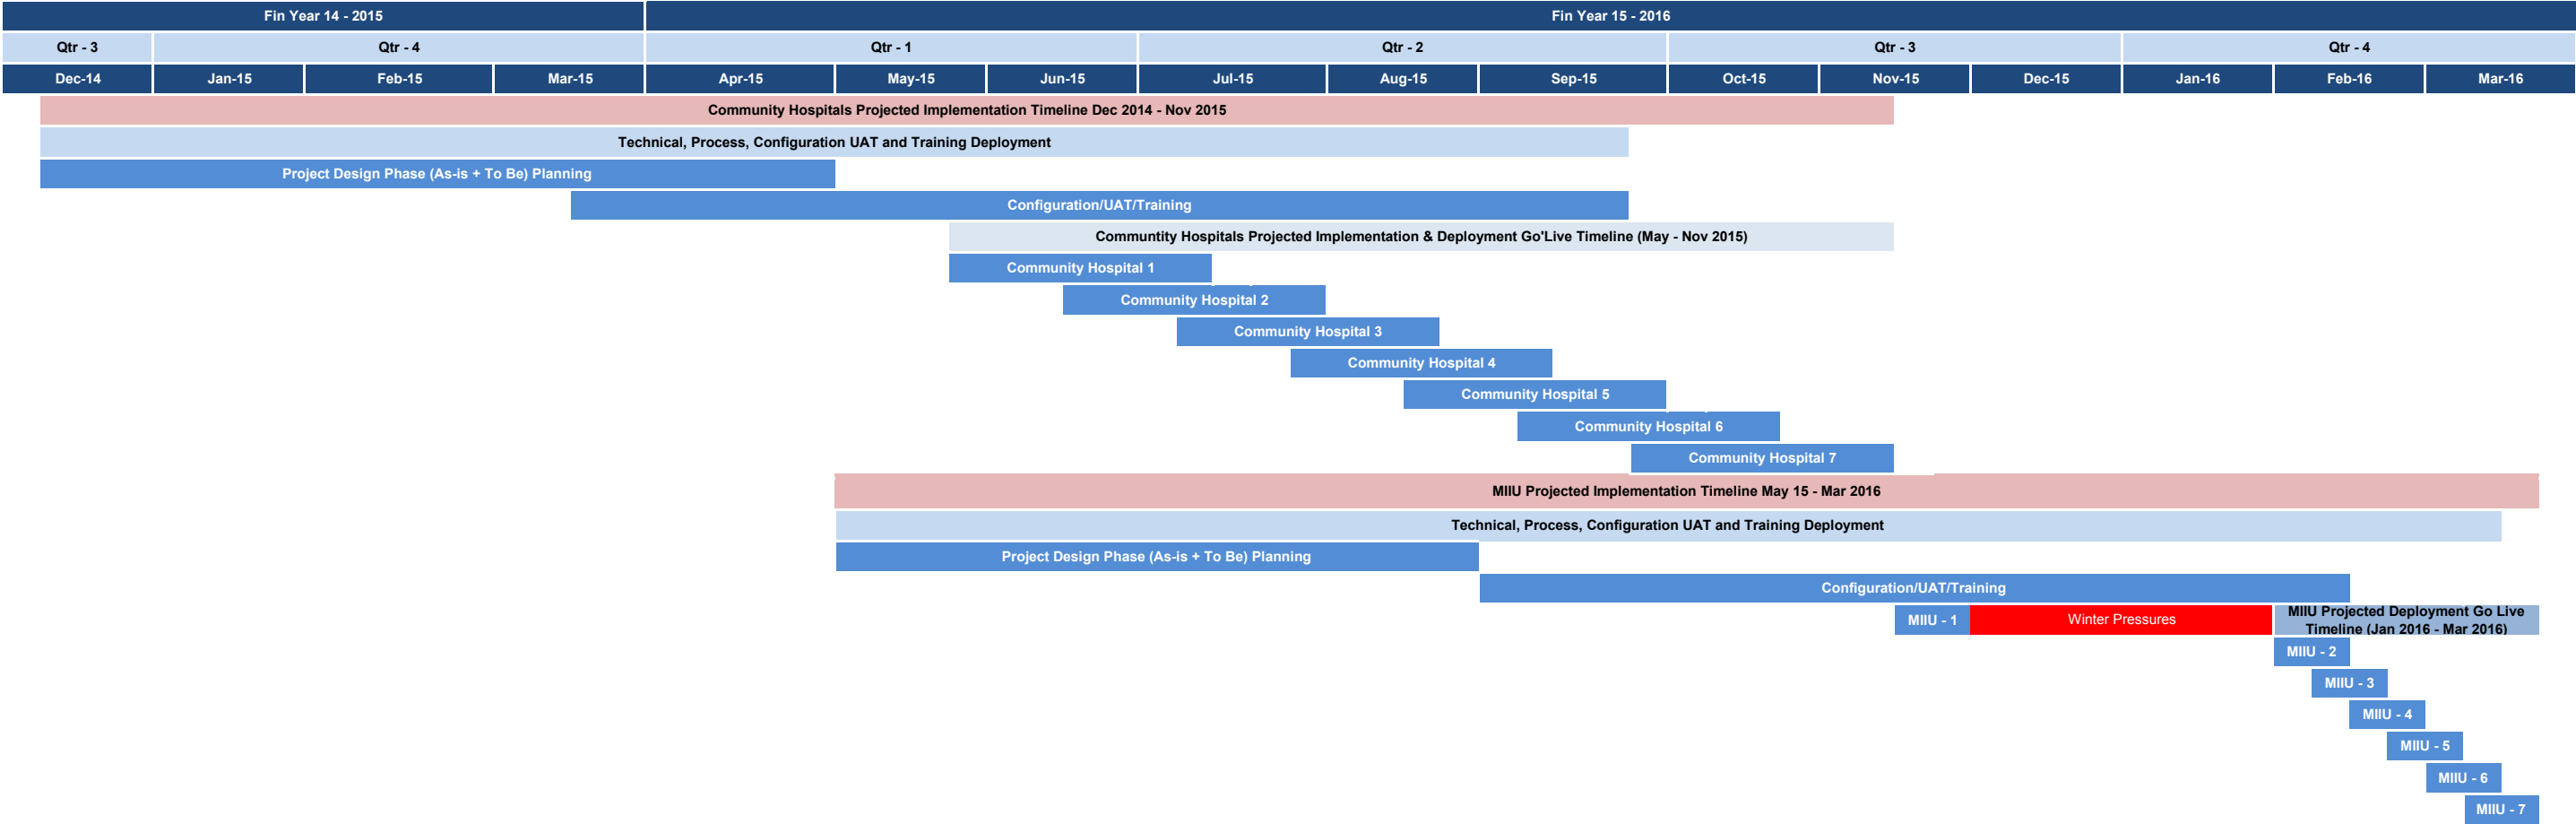 Fin Year 14 - 2015
Fin Year 15 - 2016
Qtr - 3
Qtr - 4
Qtr - 1
Qtr - 2
Qtr - 3
Qtr - 4
Dec-14
Jan-15
Feb-15
Mar-15
Apr-15
May-15
Jun-15
Jul-15
Aug-15
Sep-15
Oct-15
Nov-15
Dec-15
Jan-16
Feb-16
Mar-16
Community Hospitals Projected Implementation Timeline Dec 2014 - Nov 2015
Technical, Process, Configuration UAT and Training Deployment
Project Design Phase (As-is + To Be) Planning
Configuration/UAT/Training
Communtity Hospitals Projected Implementation & Deployment Go'Live Timeline (May - Nov 2015)
Community Hospital 1
Community Hospital 2
Community Hospital 3
Community Hospital 4
Community Hospital 5
Community Hospital 6
Community Hospital 7
MIIU Projected Implementation Timeline May 15 - Mar 2016
Technical, Process, Configuration UAT and Training Deployment
Project Design Phase (As-is + To Be) Planning
Configuration/UAT/Training
MIIU - 1
Winter Pressures
MIIU Projected Deployment Go Live
Timeline (Jan 2016 - Mar 2016)
MIIU - 2
MIIU - 3
MIIU - 4
MIIU - 5
MIIU - 6
MIIU - 7